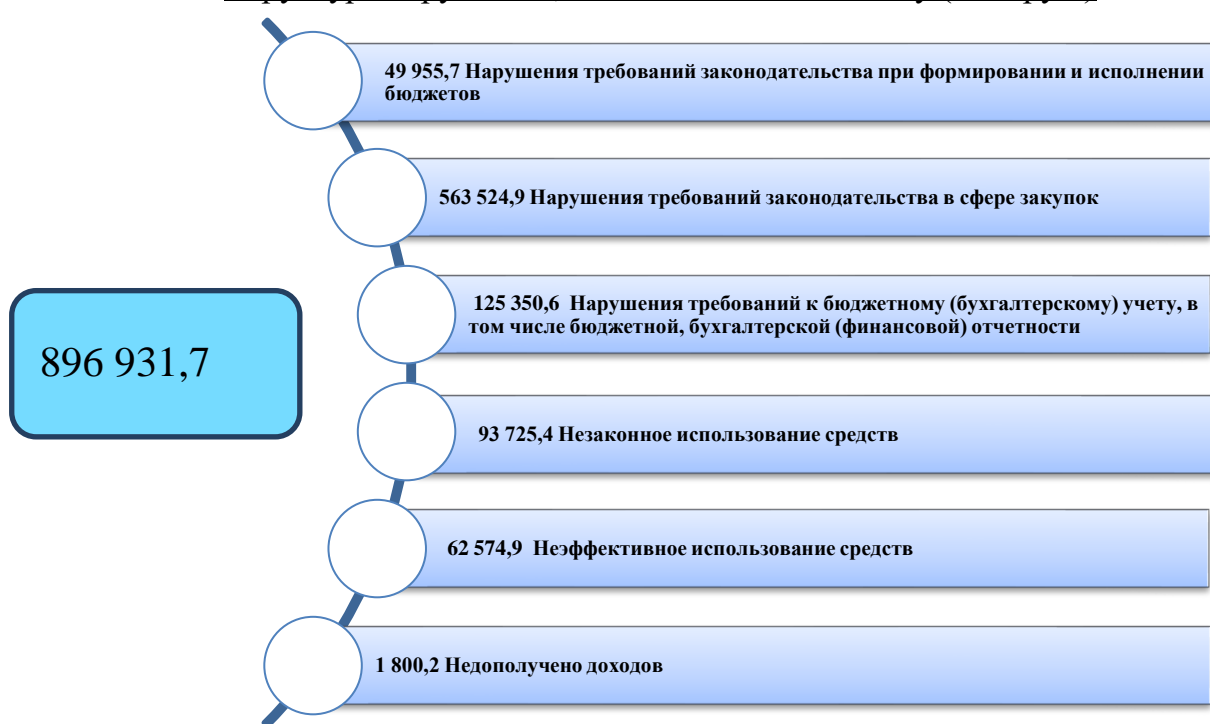 49 955,7 Нарушения требований законодательства при формировании и исполнении
бюджетов
563 524,9 Нарушения требований законодательства в сфере закупок
125 350,6 Нарушения требований к бюджетному (бухгалтерскому) учету, в
том числе бюджетной, бухгалтерской (финансовой) отчетности
896 931,7
93 725,4 Незаконное использование средств
62 574,9 Неэффективное использование средств
1 800,2 Недополучено доходов